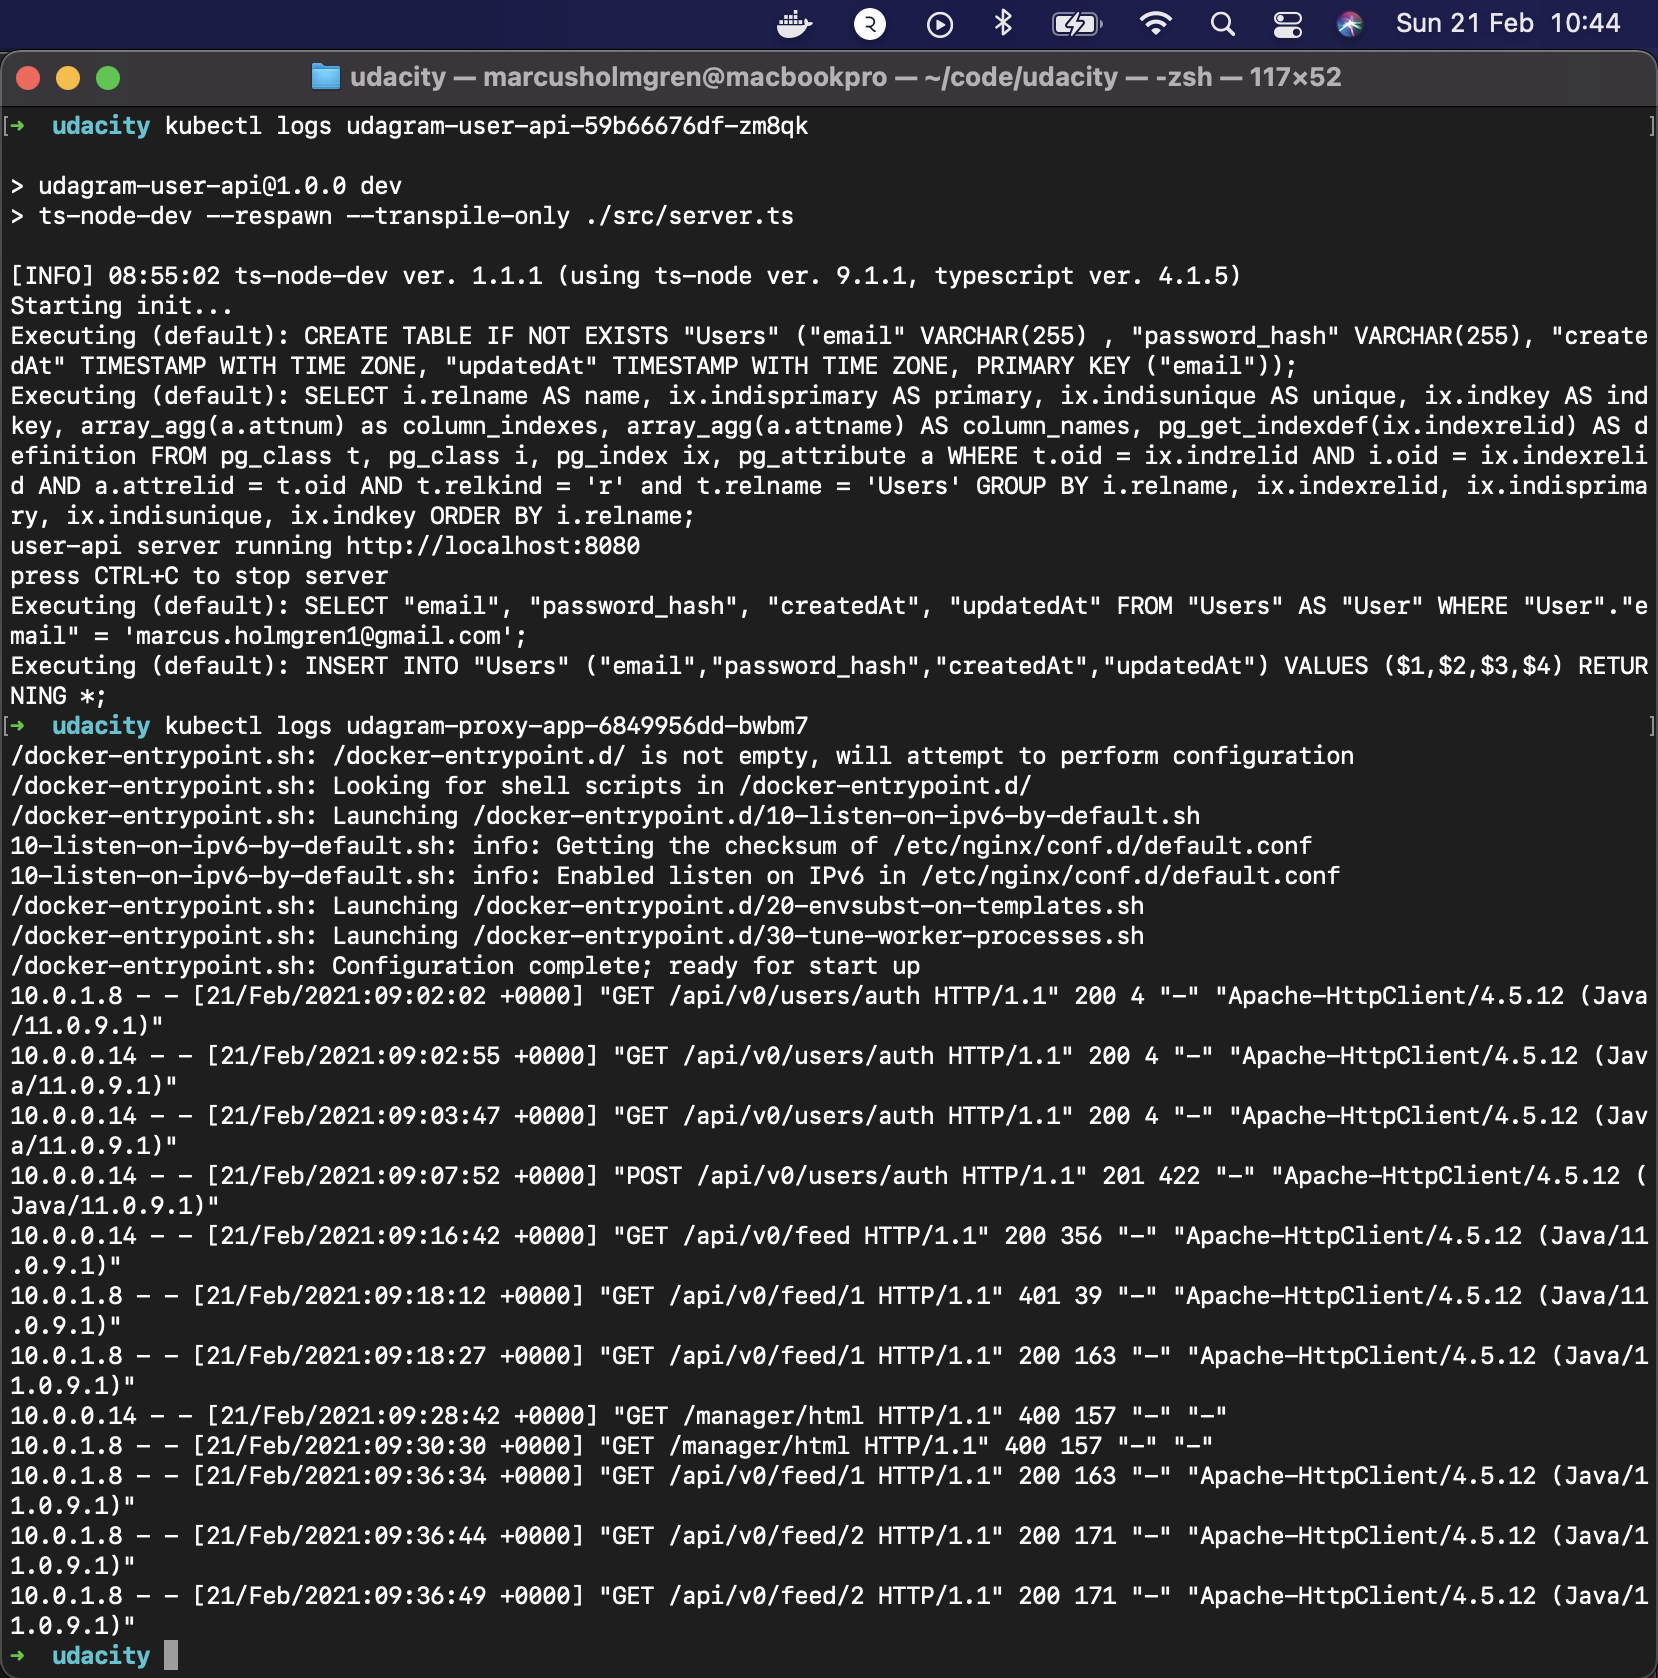 Sun 21 Feb 10:44
udacity — marcusholmgren@macbookpro — ~/code/udacity — -zsh — 117×52
[➜  udacity kubectl logs udagram-user-api-59b66676df-zm8qk ]
> udagram-user-api@1.0.0 dev
> ts-node-dev --respawn --transpile-only ./src/server.ts
[INFO] 08:55:02 ts-node-dev ver. 1.1.1 (using ts-node ver. 9.1.1, typescript ver. 4.1.5)
Starting init...
Executing (default): CREATE TABLE IF NOT EXISTS "Users" ("email" VARCHAR(255) , "password_hash" VARCHAR(255), "create
dAt" TIMESTAMP WITH TIME ZONE, "updatedAt" TIMESTAMP WITH TIME ZONE, PRIMARY KEY ("email"));
Executing (default): SELECT i.relname AS name, ix.indisprimary AS primary, ix.indisunique AS unique, ix.indkey AS ind
key, array_agg(a.attnum) as column_indexes, array_agg(a.attname) AS column_names, pg_get_indexdef(ix.indexrelid) AS d
efinition FROM pg_class t, pg_class i, pg_index ix, pg_attribute a WHERE t.oid = ix.indrelid AND i.oid = ix.indexreli
d AND a.attrelid = t.oid AND t.relkind = 'r' and t.relname = 'Users' GROUP BY i.relname, ix.indexrelid, ix.indisprima
ry, ix.indisunique, ix.indkey ORDER BY i.relname;
user-api server running http://localhost:8080
press CTRL+C to stop server
Executing (default): SELECT "email", "password_hash", "createdAt", "updatedAt" FROM "Users" AS "User" WHERE "User"."e
mail" = 'marcus.holmgren1@gmail.com';
Executing (default): INSERT INTO "Users" ("email","password_hash","createdAt","updatedAt") VALUES ($1,$2,$3,$4) RETUR
NING *;
[➜  udacity kubectl logs udagram-proxy-app-6849956dd-bwbm7 ]
/docker-entrypoint.sh: /docker-entrypoint.d/ is not empty, will attempt to perform configuration
/docker-entrypoint.sh: Looking for shell scripts in /docker-entrypoint.d/
/docker-entrypoint.sh: Launching /docker-entrypoint.d/10-listen-on-ipv6-by-default.sh
10-listen-on-ipv6-by-default.sh: info: Getting the checksum of /etc/nginx/conf.d/default.conf
10-listen-on-ipv6-by-default.sh: info: Enabled listen on IPv6 in /etc/nginx/conf.d/default.conf
/docker-entrypoint.sh: Launching /docker-entrypoint.d/20-envsubst-on-templates.sh
/docker-entrypoint.sh: Launching /docker-entrypoint.d/30-tune-worker-processes.sh
/docker-entrypoint.sh: Configuration complete; ready for start up
10.0.1.8 - - [21/Feb/2021:09:02:02 +0000] "GET /api/v0/users/auth HTTP/1.1" 200 4 "-" "Apache-HttpClient/4.5.12 (Java
/11.0.9.1)"
10.0.0.14 - - [21/Feb/2021:09:02:55 +0000] "GET /api/v0/users/auth HTTP/1.1" 200 4 "-" "Apache-HttpClient/4.5.12 (Jav
a/11.0.9.1)"
10.0.0.14 - - [21/Feb/2021:09:03:47 +0000] "GET /api/v0/users/auth HTTP/1.1" 200 4 "-" "Apache-HttpClient/4.5.12 (Jav
a/11.0.9.1)"
10.0.0.14 - - [21/Feb/2021:09:07:52 +0000] "POST /api/v0/users/auth HTTP/1.1" 201 422 "-" "Apache-HttpClient/4.5.12 (
Java/11.0.9.1)"
10.0.0.14 - - [21/Feb/2021:09:16:42 +0000] "GET /api/v0/feed HTTP/1.1" 200 356 "-" "Apache-HttpClient/4.5.12 (Java/11
.0.9.1)"
10.0.1.8 - - [21/Feb/2021:09:18:12 +0000] "GET /api/v0/feed/1 HTTP/1.1" 401 39 "-" "Apache-HttpClient/4.5.12 (Java/11
.0.9.1)"
10.0.1.8 - - [21/Feb/2021:09:18:27 +0000] "GET /api/v0/feed/1 HTTP/1.1" 200 163 "-" "Apache-HttpClient/4.5.12 (Java/1
1.0.9.1)"
10.0.0.14 - - [21/Feb/2021:09:28:42 +0000] "GET /manager/html HTTP/1.1" 400 157 "-" "-"
10.0.1.8 - - [21/Feb/2021:09:30:30 +0000] "GET /manager/html HTTP/1.1" 400 157 "-" "-"
10.0.1.8 - - [21/Feb/2021:09:36:34 +0000] "GET /api/v0/feed/1 HTTP/1.1" 200 163 "-" "Apache-HttpClient/4.5.12 (Java/1
1.0.9.1)"
10.0.1.8 - - [21/Feb/2021:09:36:44 +0000] "GET /api/v0/feed/2 HTTP/1.1" 200 171 "-" "Apache-HttpClient/4.5.12 (Java/1
1.0.9.1)"
10.0.1.8 - - [21/Feb/2021:09:36:49 +0000] "GET /api/v0/feed/2 HTTP/1.1" 200 171 "-" "Apache-HttpClient/4.5.12 (Java/1
1.0.9.1)"
➜  udacity